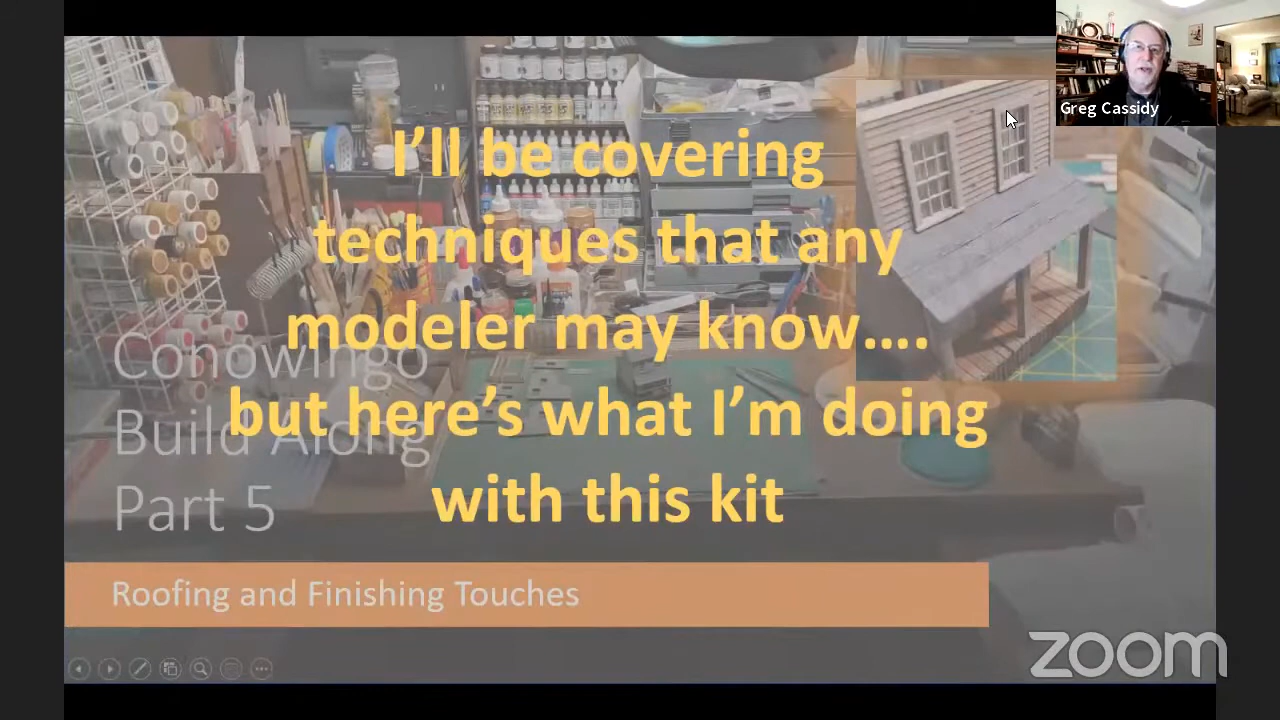 Greg Cassidy
I’ll be covering
techniques that any
modeler may know....
but here’s what I’m doing
with this kit
Conowingo
Build Along
Part 5
Roofing and Finishing Touches
zoom